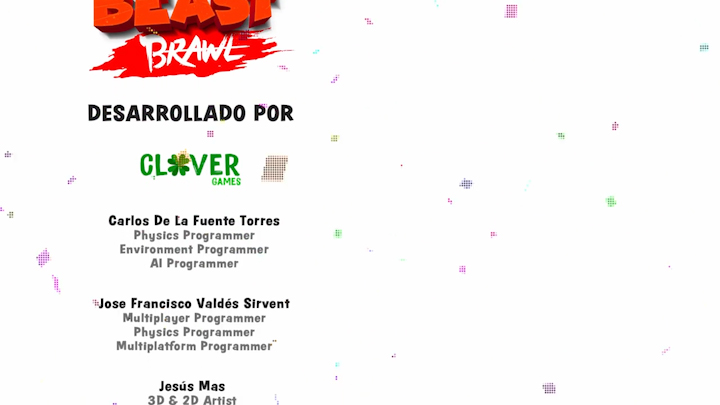 BEAST
BRAWL
DESARROLLADO POR
CLOVER
GAMES
Carlos De La Fuente Torres
Physics Programmer
Environment Programmer
AI Programmer
Jose Francisco Valdés Sirvent
Multiplayer Programmer
Physics Programmer
Multiplatform Programmer
Jesús Mas
3D & 2D Artist